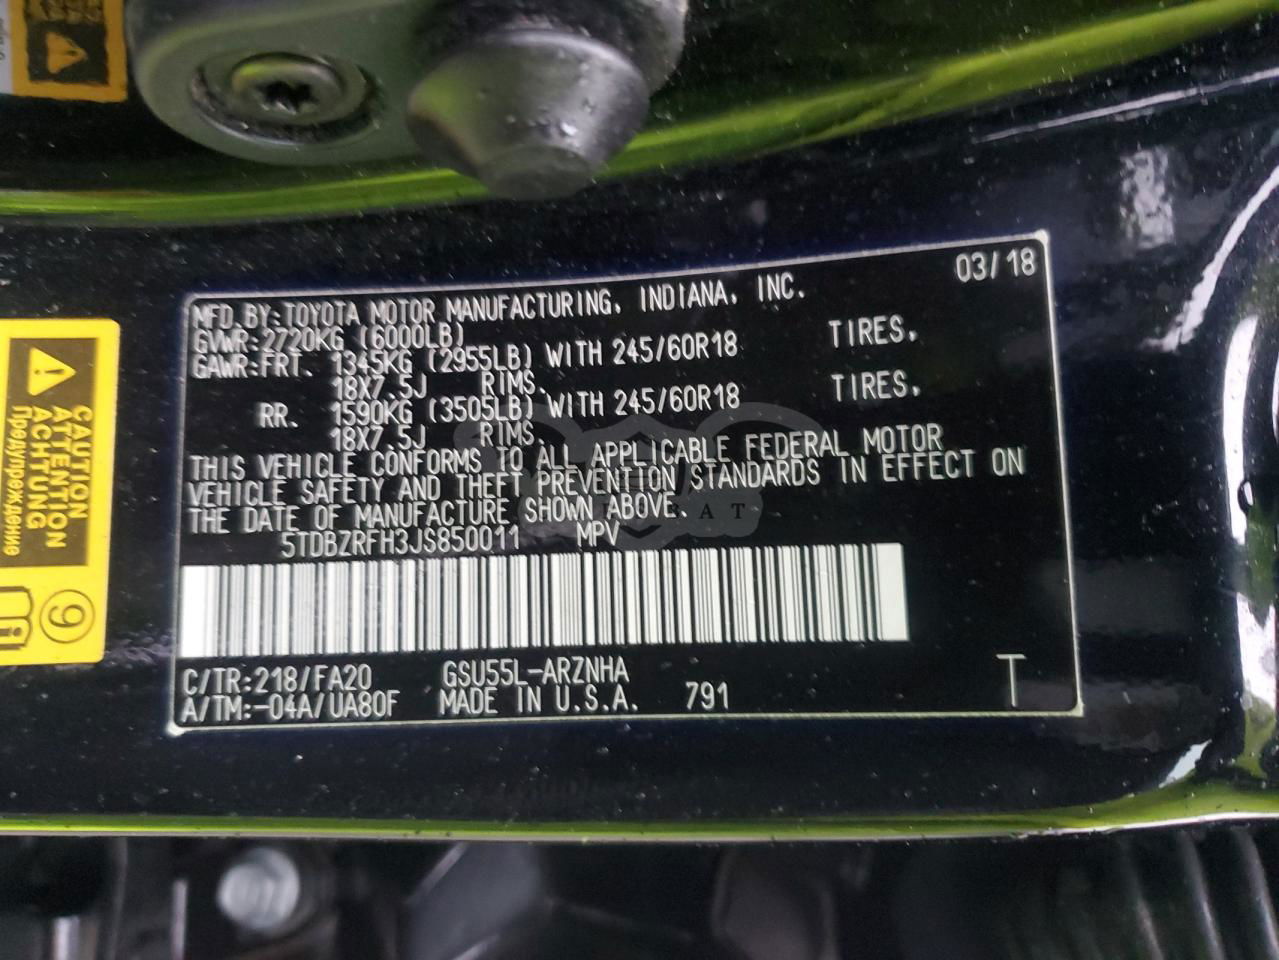 MFD.BY:TOYOTA MOTOR MANUFACTURING, INDIANA, INC. 03/18
GVWR:2720KG (6000LB)
GAWR:FRT. 1345KG (2955LB) WITH 245/60R18 TIRES,
18X7.5J RIMS.
RR. 1590KG (3505LB) WITH 245/60R18 TIRES,
18X7.5J RIMS.
THIS VEHICLE CONFORMS TO ALL APPLICABLE FEDERAL MOTOR
VEHICLE SAFETY AND THEFT PREVENTION STANDARDS IN EFFECT ON
THE DATE OF MANUFACTURE SHOWN ABOVE.
5TDBZRFH3JS850011 MPV
C/TR:218/FA20 GSU55L-ARZNHA
A/TM:-04A/UA80F MADE IN U.S.A. 791 T
CAUTION
ATTENTION
ACHTUNG
Предупреждение
9